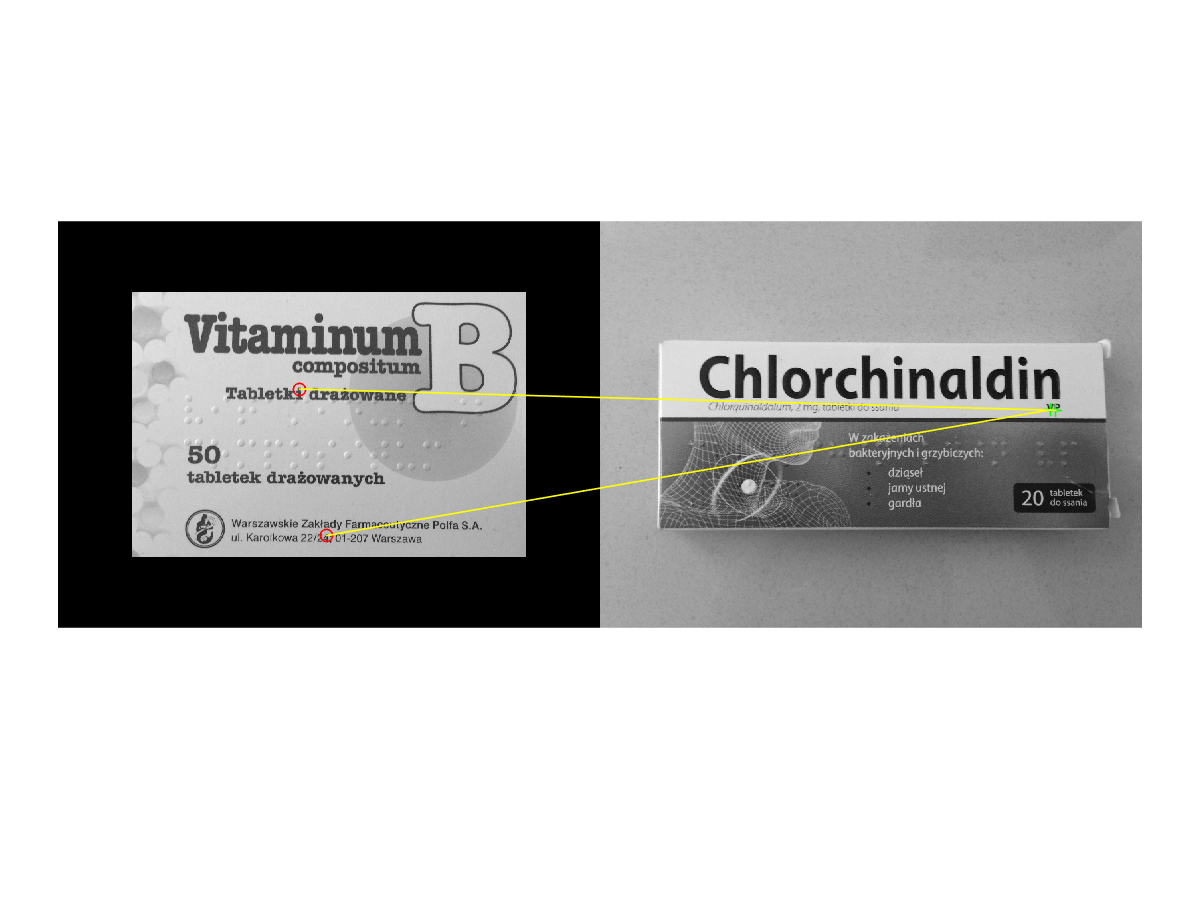 Vitaminum
compositum
B
Tabletki drażowane
50
tabletek drażowanych
Warszawskie Zakłady Farmaceutyczne Polfa S.A.
ul. Karolkowa 22/24, 01-207 Warszawa
Chlorchinaldin
Chlorquinaldolum, 2 mg, tabletki do ssania
W zakażeniach
bakteryjnych i grzybiczych:
dziąseł
jamy ustnej
gardła
20 tabletek
do ssania